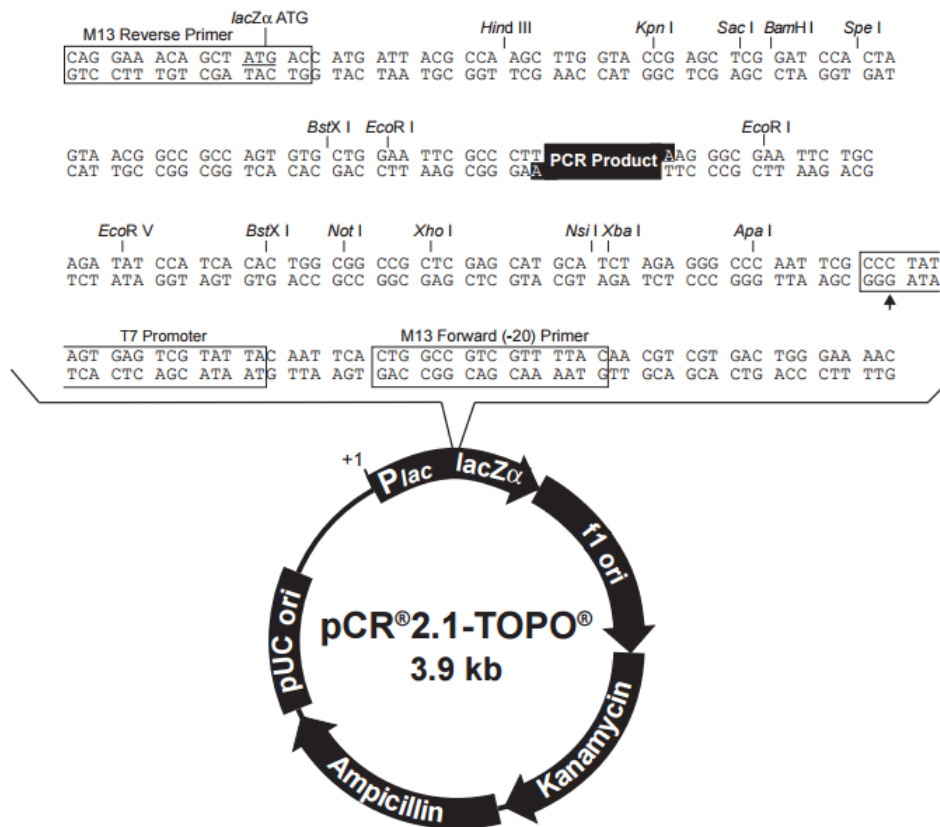 lacZα ATG
M13 Reverse Primer
Hind III Kpn I Sac I BamH I Spe I
CAG GAA ACA GCT ATG ACC ATG ATT ACG CCA AGC TTG GTA CCG AGC TCG GAT CCA CTA
GTC CTT TGT CGA TAC TGG TAC TAA TGC GGT TCG AAC CAT GGC TCG AGC CTA GGT GAT
BstX I EcoR I EcoR I
GTA ACG GCC GCC AGT GTG CTG GAA TTC GCC CTT PCR Product AAG GGC GAA TTC TGC
CAT TGC CGG CGG TCA CAC GAC CTT AAG CGG GAA TTC CCG CTT AAG ACG
EcoR V BstX I Not I Xho I Nsi I Xba I Apa I
AGA TAT CCA TCA CAC TGG CGG CCG CTC GAG CAT GCA TCT AGA GGG CCC AAT TCG CCC TAT
TCT ATA GGT AGT GTG ACC GCC GGC GAG CTC GTA CGT AGA TCT CCC GGG TTA AGC GGG ATA
T7 Promoter M13 Forward (-20) Primer
AGT GAG TCG TAT TAC AAT TCA CTG GCC GTC GTT TTA CAA CGT CGT GAC TGG GAA AAC
TCA CTC AGC ATA ATG TTA AGT GAC CGG CAG CAA AAT GTT GCA GCA CTG ACC CTT TTG
+1
Plac lacZα
f1 ori
pUC ori
pCR®2.1-TOPO®
3.9 kb
Kanamycin
Ampicillin